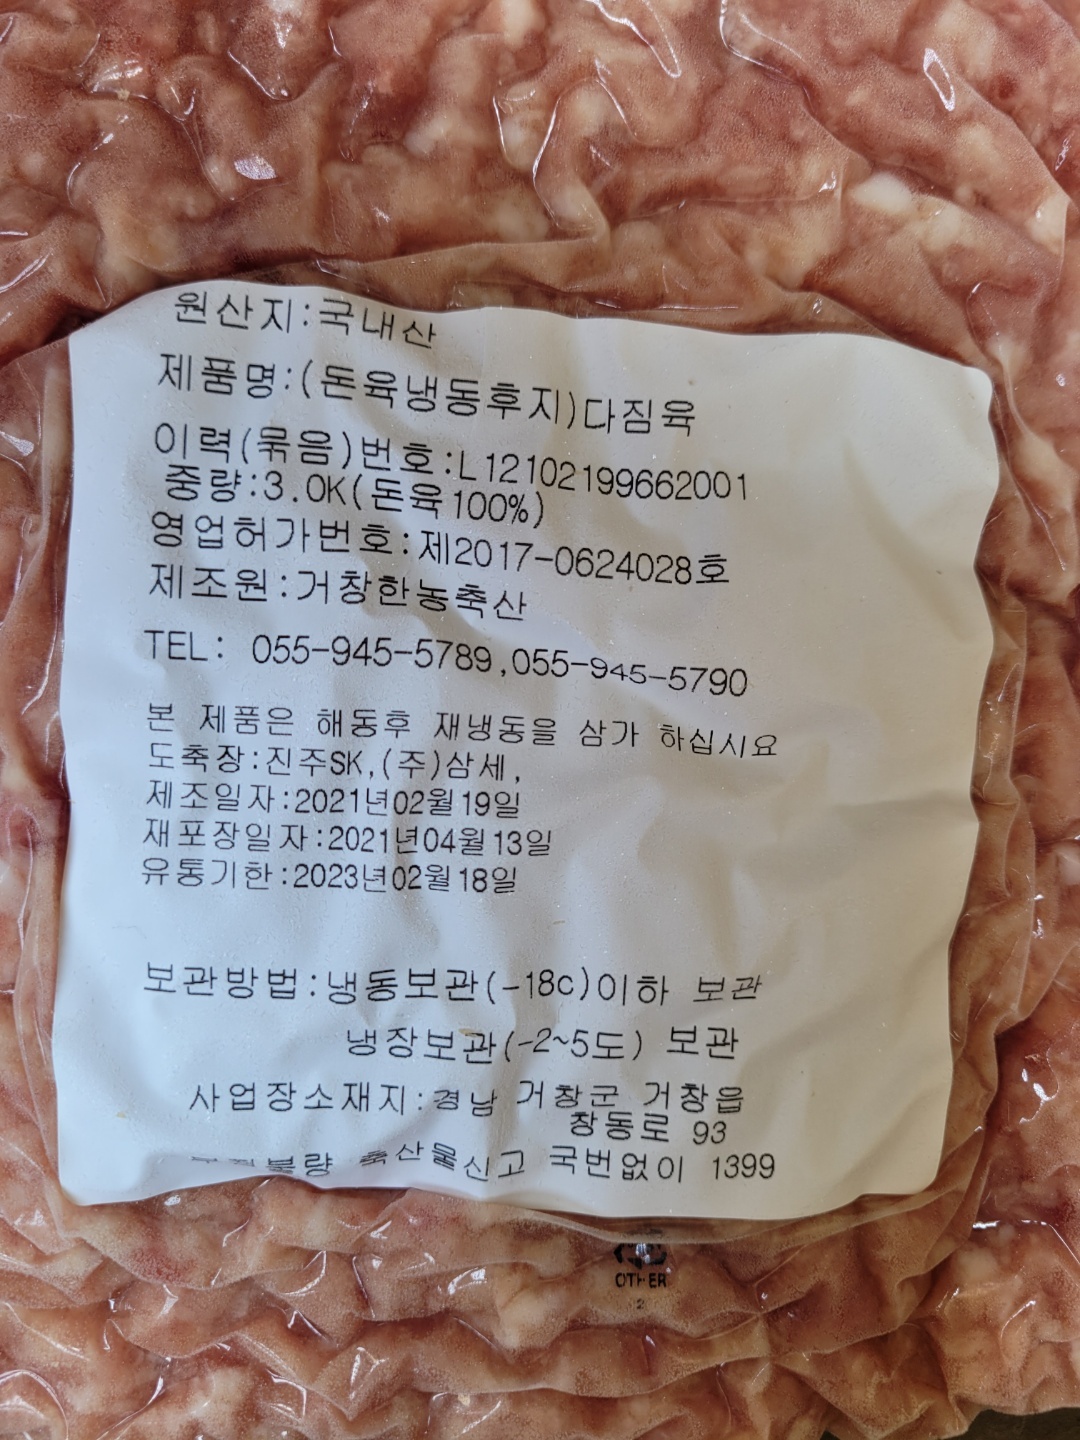 원산지:국내산
제품명:(돈육냉동후지)다짐육
이력(묶음)번호:L12102199662001
중량:3.0K(돈육100%)
영업허가번호:제2017-0624028호
제조원:거창한농축산
TEL: 055-945-5789,055-945-5790
본 제품은 해동후 재냉동을 삼가 하십시요
도축장:진주SK,(주)삼세,
제조일자:2021년02월19일
재포장일자:2021년04월13일
유통기한:2023년02월18일
보관방법:냉동보관(-18c)이하 보관
냉장보관(-2~5도) 보관
사업장소재지:경남 거창군 거창읍
창동로 93
축산물신고 국번없이 1399
OTHER
2